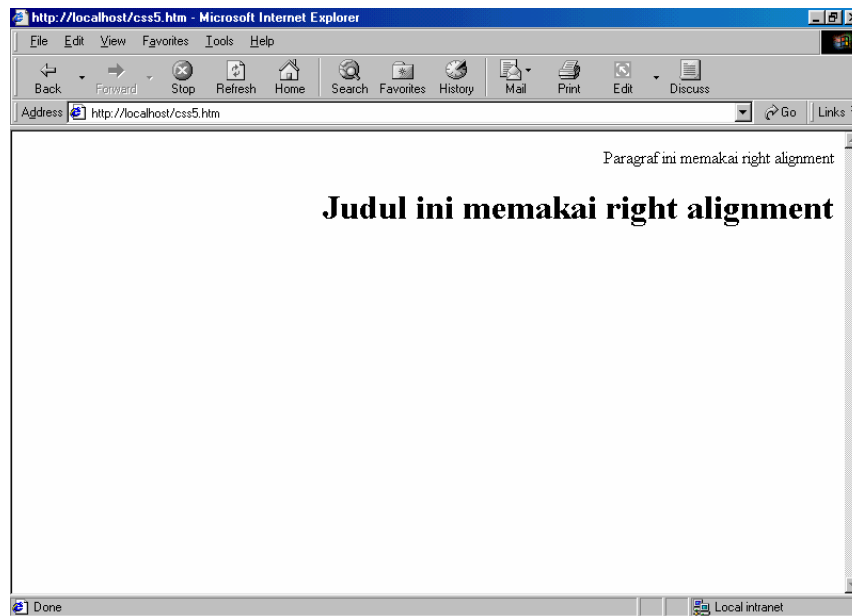 http://localhost/css5.htm - Microsoft Internet Explorer
File Edit View Favorites Tools Help
Back Forward Stop Refresh Home Search Favorites History Mail Print Edit Discuss
Address http://localhost/css5.htm Go Links
Paragraf ini memakai right alignment
Judul ini memakai right alignment
Done Local intranet